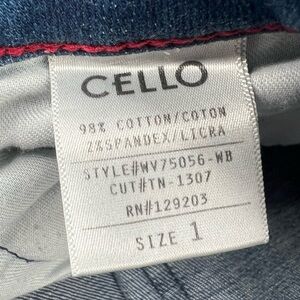 CELLO
98% COTTON/COTON
2%SPANDEX/LICRA
STYLE#WV75056-WB
CUT#TN-1307
RN#129203
SIZE 1